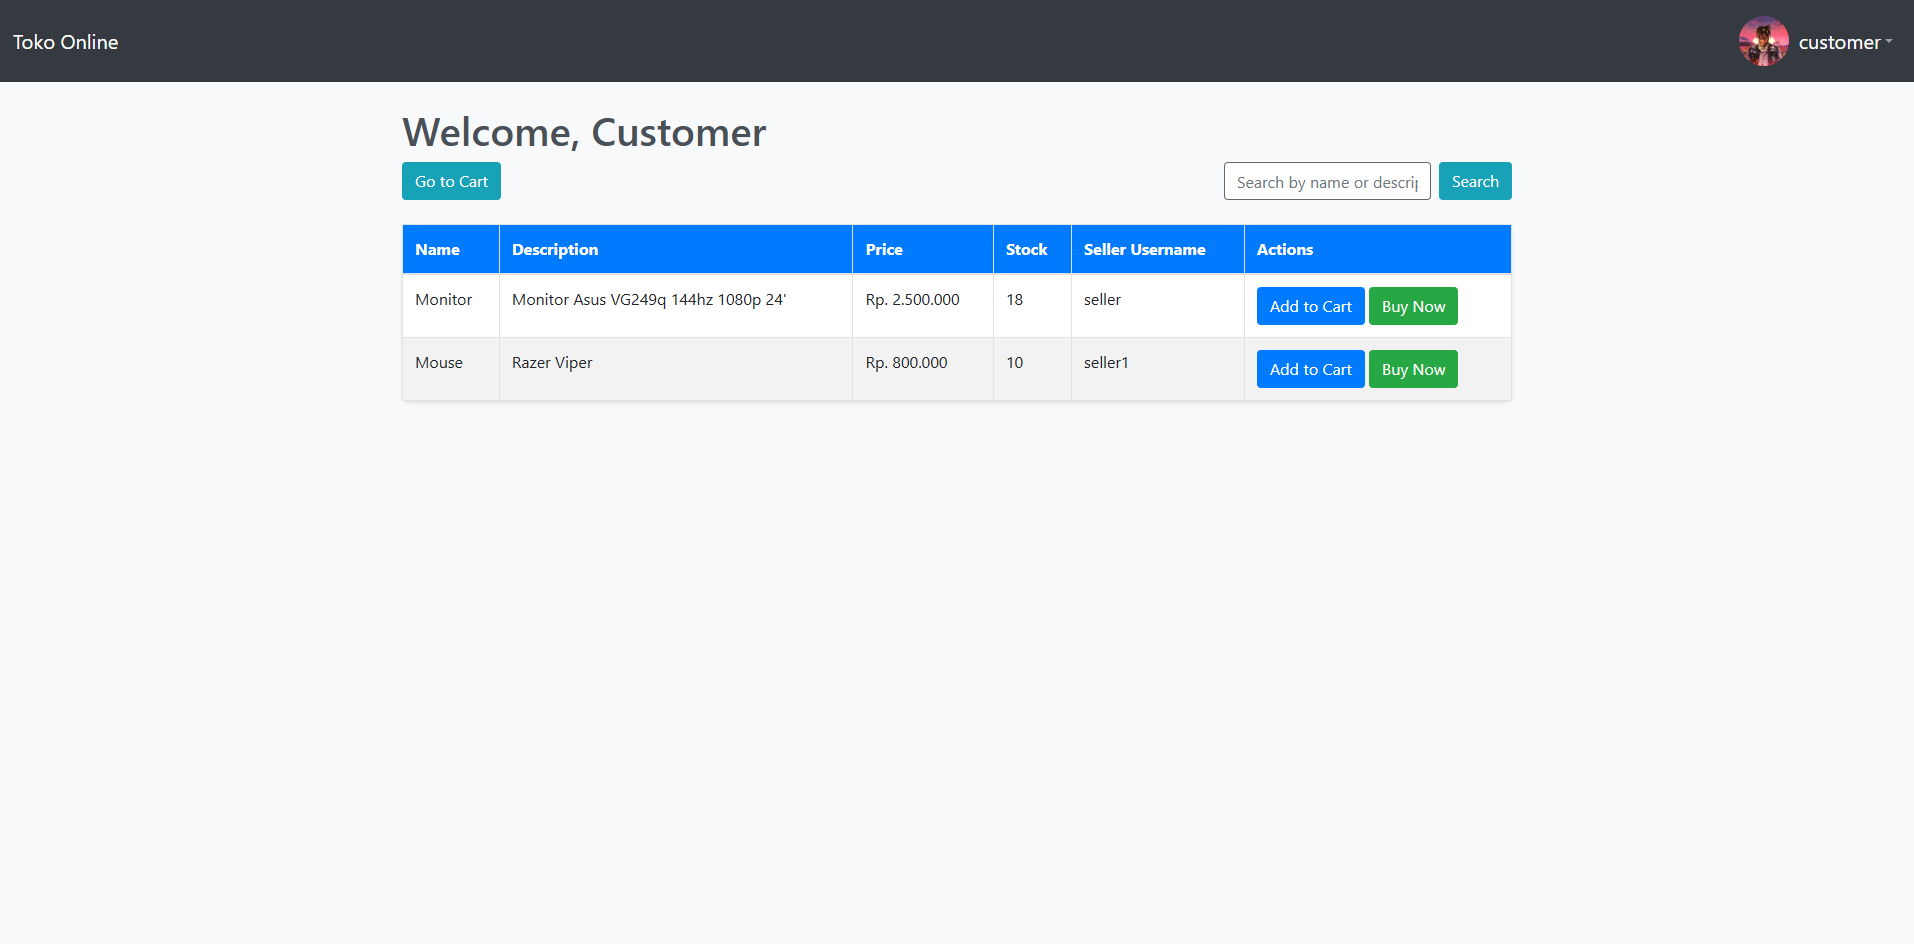 Toko Online
customer
Welcome, Customer
Go to Cart
Search by name or descrip
Search
Name Description Price Stock Seller Username Actions
Monitor Monitor Asus VG249q 144hz 1080p 24' Rp. 2.500.000 18 seller Add to Cart Buy Now
Mouse Razer Viper Rp. 800.000 10 seller1 Add to Cart Buy Now